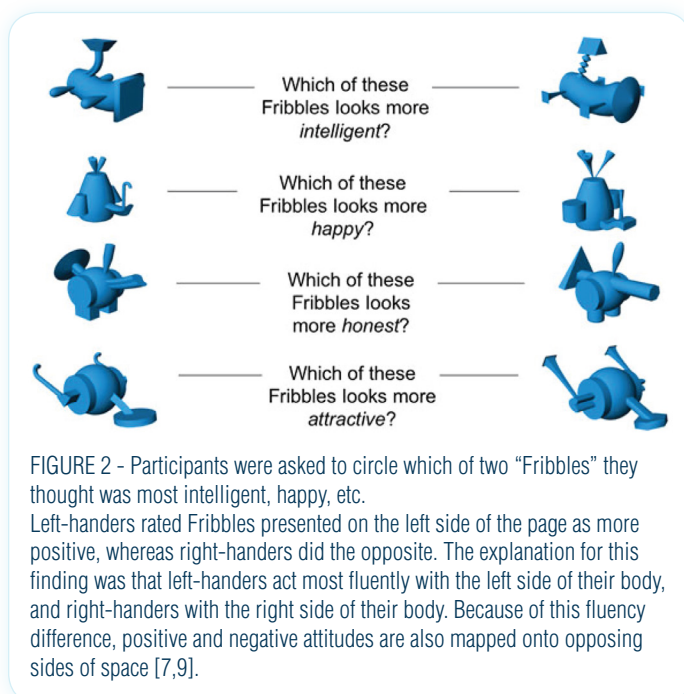 Which of these
Fribbles looks more
intelligent?
Which of these
Fribbles looks more
happy?
Which of these
Fribbles looks
more honest?
Which of these
Fribbles looks more
attractive?
FIGURE 2 - Participants were asked to circle which of two “Fribbles” they
thought was most intelligent, happy, etc.
Left-handers rated Fribbles presented on the left side of the page as more
positive, whereas right-handers did the opposite. The explanation for this
finding was that left-handers act most fluently with the left side of their body,
and right-handers with the right side of their body. Because of this fluency
difference, positive and negative attitudes are also mapped onto opposing
sides of space [7,9].